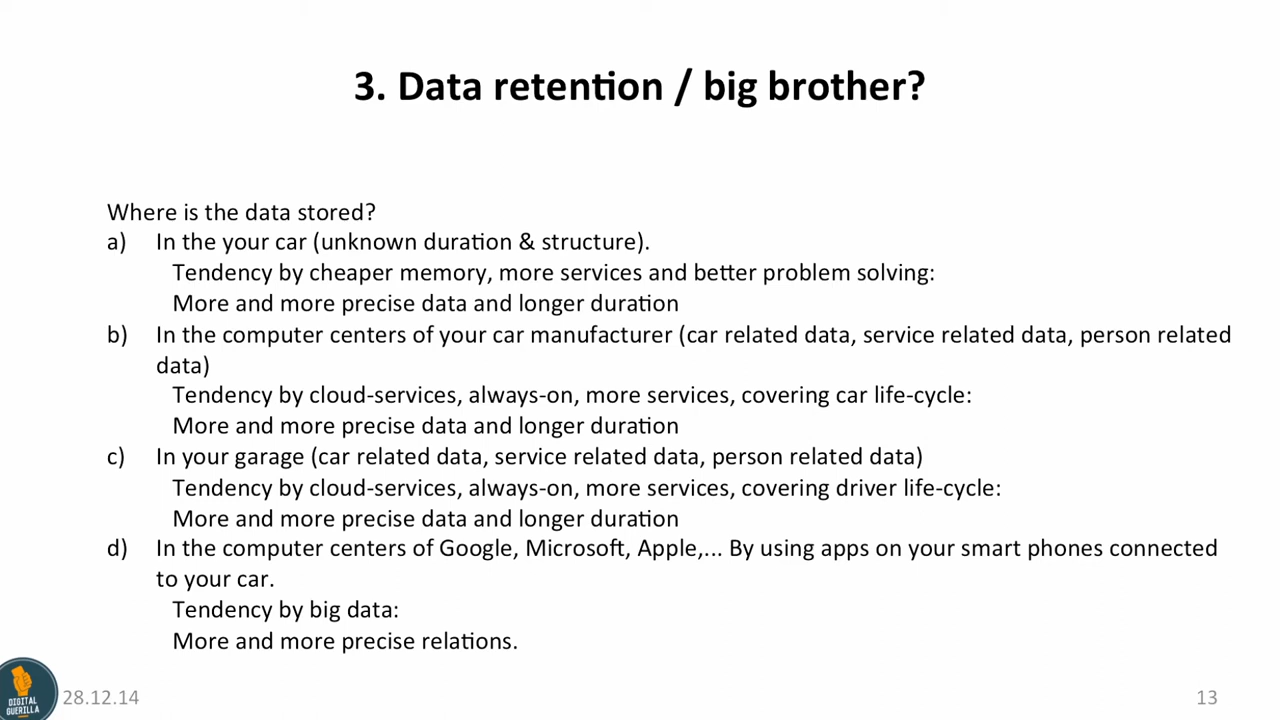 3. Data retention / big brother?
Where is the data stored?
a) In the your car (unknown duration & structure).
Tendency by cheaper memory, more services and better problem solving:
More and more precise data and longer duration
b) In the computer centers of your car manufacturer (car related data, service related data, person related
data)
Tendency by cloud-services, always-on, more services, covering car life-cycle:
More and more precise data and longer duration
c) In your garage (car related data, service related data, person related data)
Tendency by cloud-services, always-on, more services, covering driver life-cycle:
More and more precise data and longer duration
d) In the computer centers of Google, Microsoft, Apple,... By using apps on your smart phones connected
to your car.
Tendency by big data:
More and more precise relations.
DIGITAL
GUERILLA
28.12.14
13